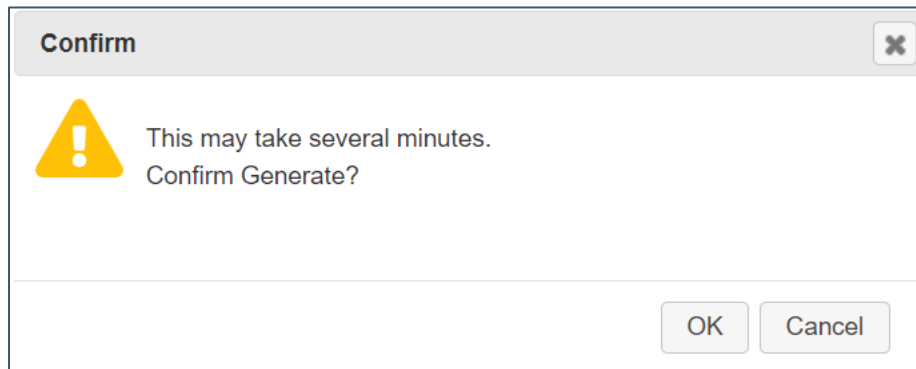 Confirm
This may take several minutes.
Confirm Generate?
OK
Cancel